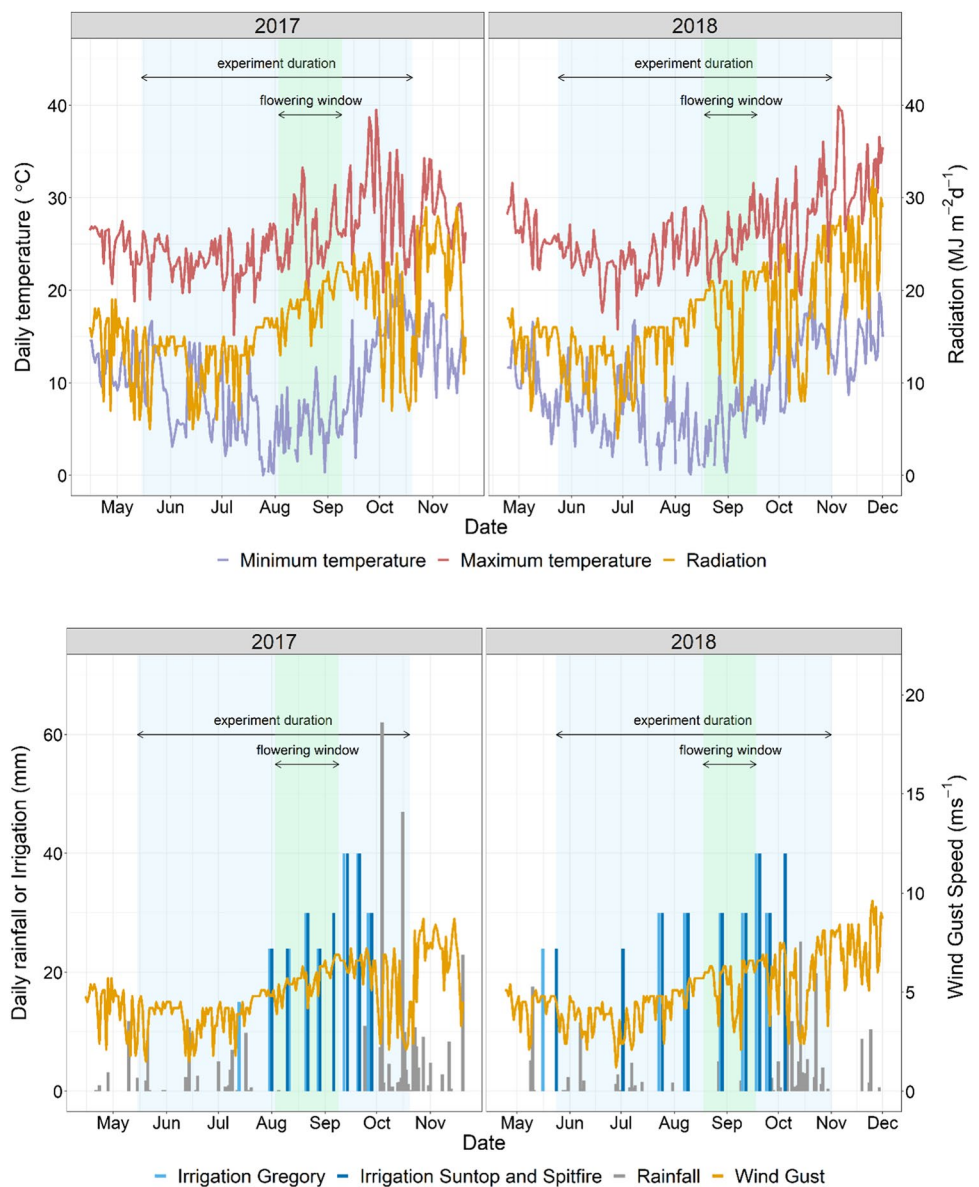 2017
2018
experiment duration
experiment duration
flowering window
flowering window
Daily temperature ( °C)
40
30
20
10
0
Radiation (MJ m⁻²d⁻¹)
40
30
20
10
0
May Jun Jul Aug Sep Oct Nov
May Jun Jul Aug Sep Oct Nov Dec
Date
Minimum temperature Maximum temperature Radiation
2017
2018
experiment duration
experiment duration
flowering window
flowering window
Daily rainfall or Irrigation (mm)
60
40
20
0
Wind Gust Speed (ms⁻¹)
20
15
10
5
0
May Jun Jul Aug Sep Oct Nov
May Jun Jul Aug Sep Oct Nov Dec
Date
Irrigation Gregory Irrigation Suntop and Spitfire Rainfall Wind Gust